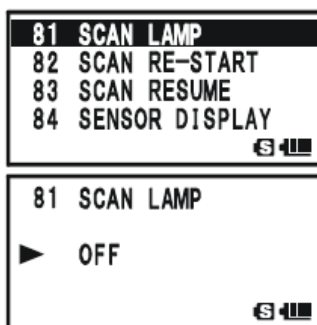 81 SCAN LAMP
82 SCAN RE-START
83 SCAN RESUME
84 SENSOR DISPLAY
S
81 SCAN LAMP
▶ OFF
S